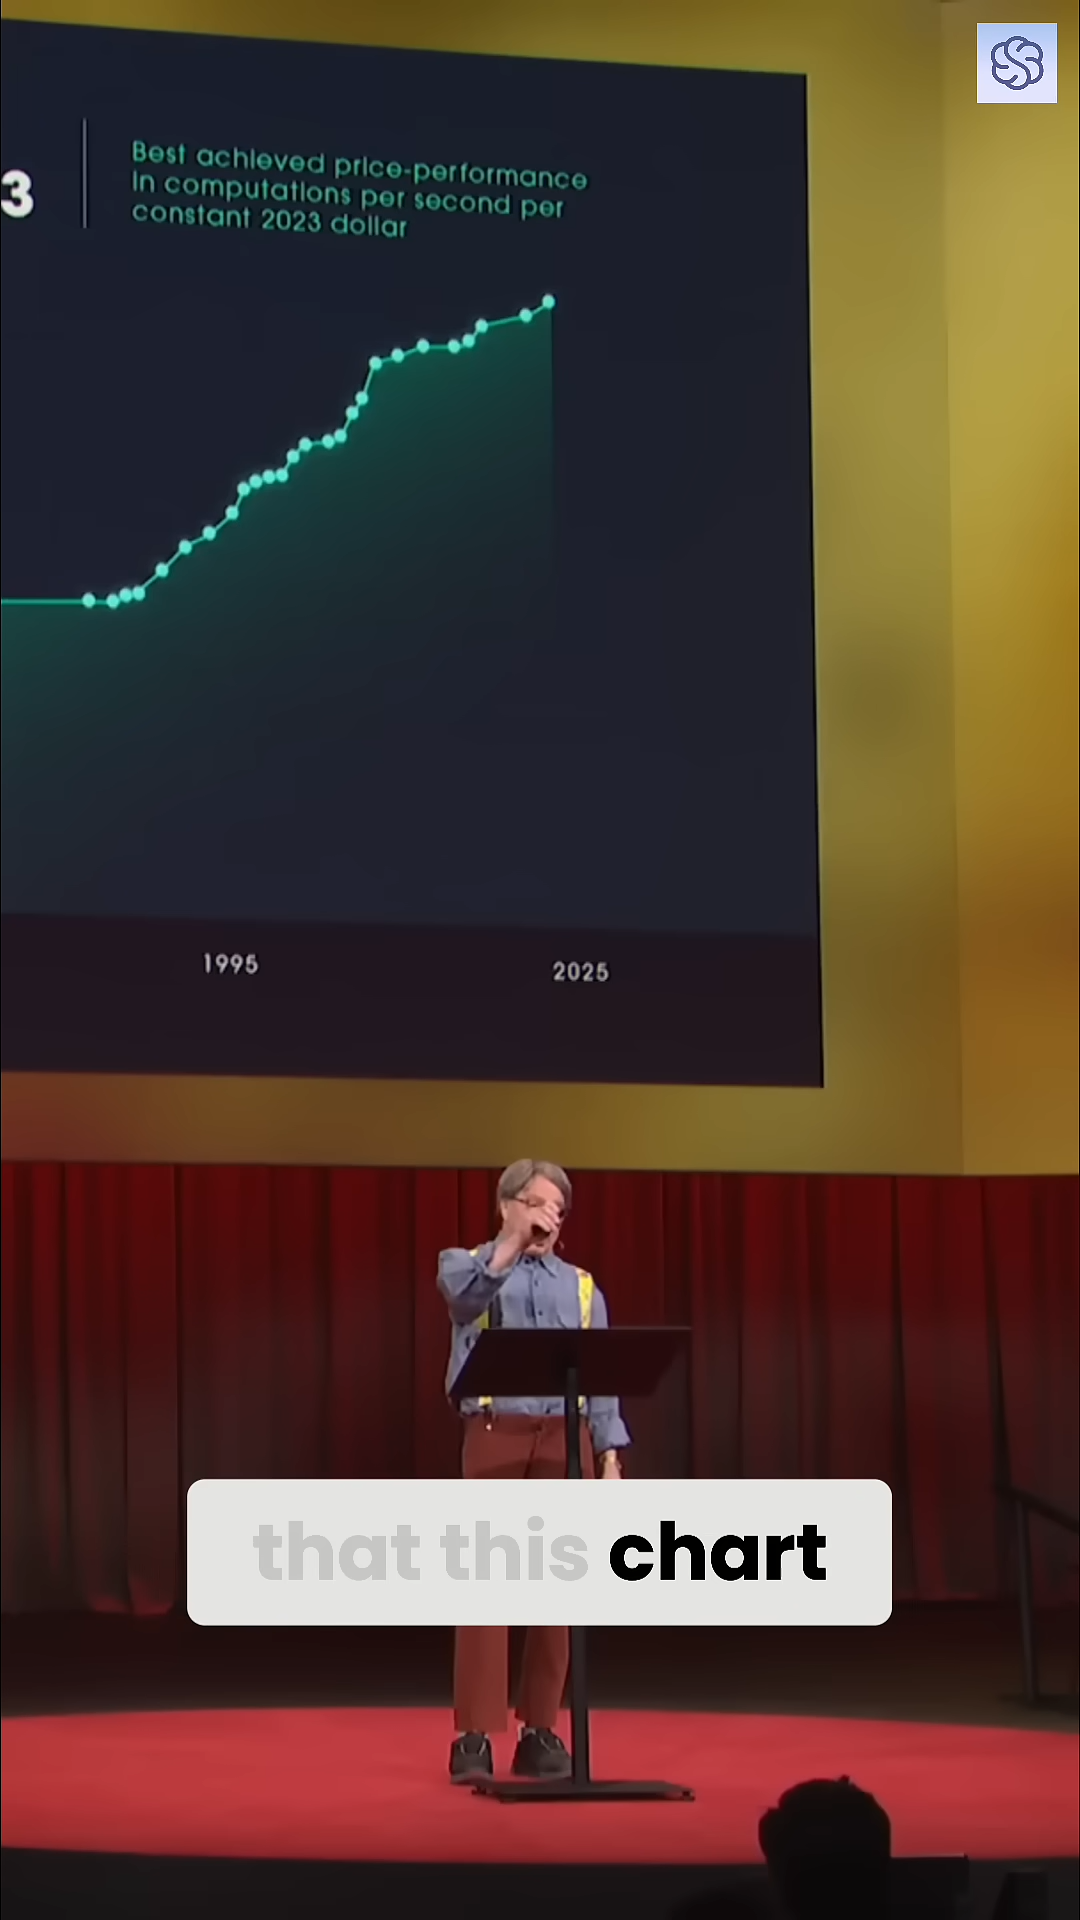 3
Best achieved price-performance
in computations per second per
constant 2023 dollar
1995
2025
that this chart